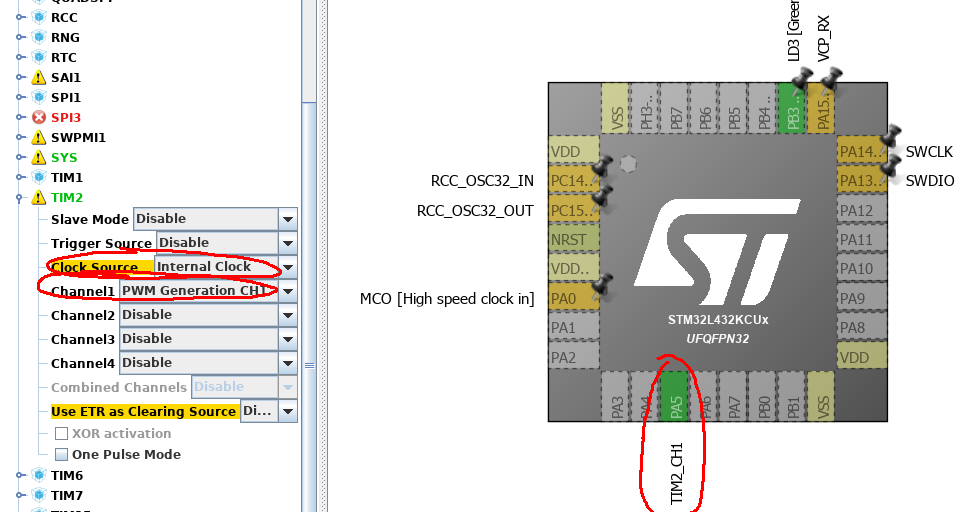 RCC
RNG
RTC
SAI1
SPI1
SPI3
SWPMI1
SYS
TIM1
TIM2
Slave Mode Disable
Trigger Source Disable
Clock Source Internal Clock
Channel1 PWM Generation CH1
Channel2 Disable
Channel3 Disable
Channel4 Disable
Combined Channels Disable
Use ETR as Clearing Source Di...
XOR activation
One Pulse Mode
TIM6
TIM7
LD3 [Green
VCP_RX
VSS
PH3-..
PB7
PB6
PB5
PB4 ..
PB3 ..
PA15..
VDD
RCC_OSC32_IN PC14..
RCC_OSC32_OUT PC15..
NRST
VDD..
MCO [High speed clock in] PA0
PA1
PA2
PA14.. SWCLK
PA13.. SWDIO
PA12
PA11
PA10
PA9
PA8
VDD
ST
STM32L432KCUx
UFQFPN32
PA3
PA4
PA5
PA6
PA7
PB0
PB1
VSS
TIM2_CH1